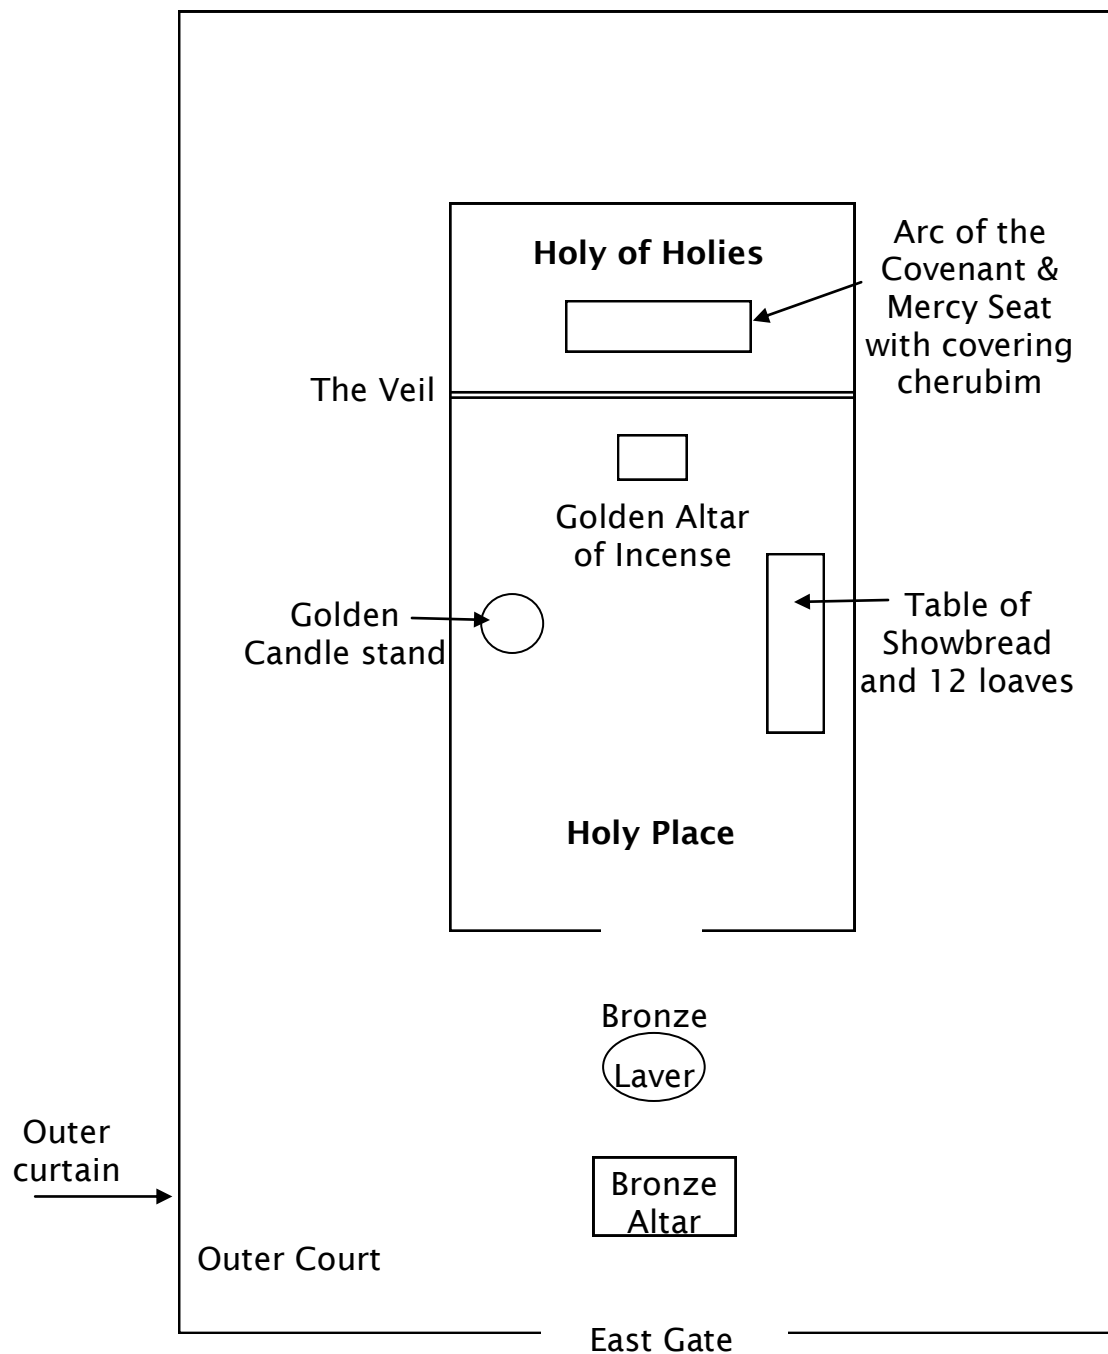 Holy of Holies
Arc of the
Covenant &
Mercy Seat
with covering
cherubim
The Veil
Golden Altar
of Incense
Golden
Candle stand
Table of
Showbread
and 12 loaves
Holy Place
Bronze
Laver
Outer
curtain
Bronze
Altar
Outer Court
East Gate